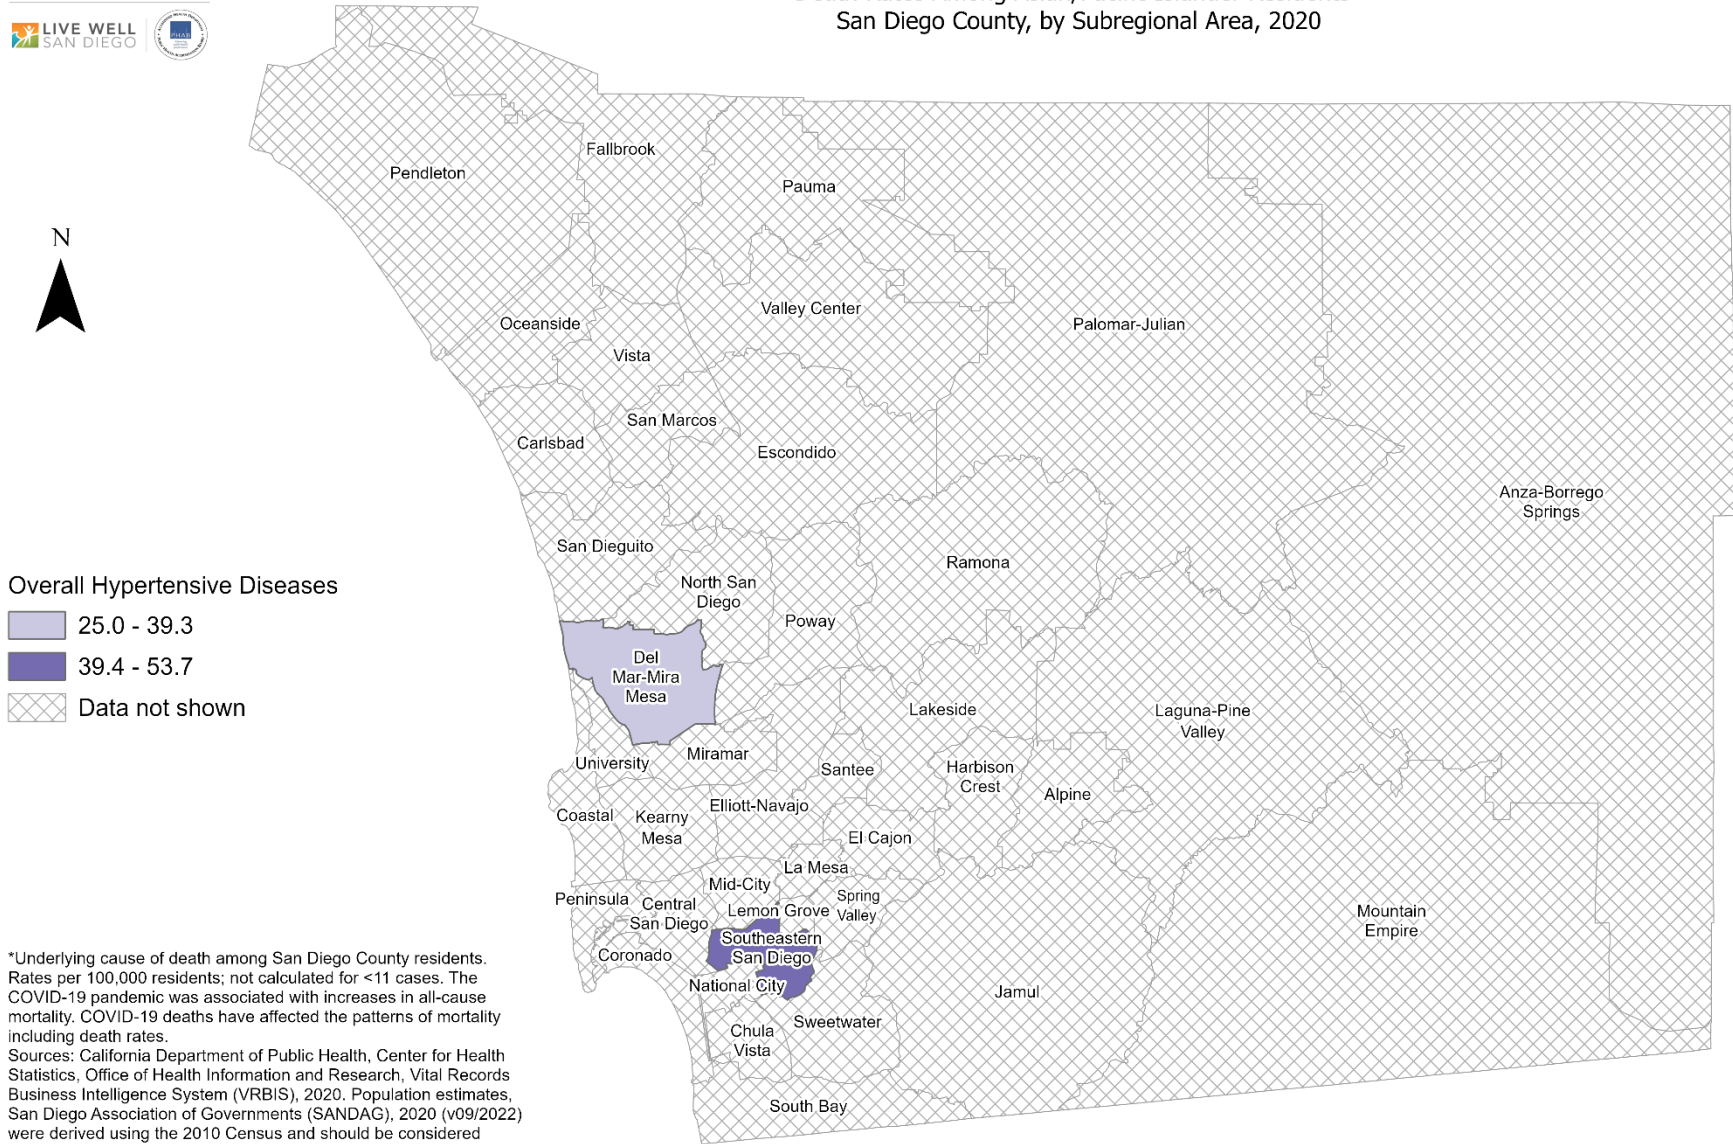 LIVE WELL
SAN DIEGO
PHAB
San Diego County, by Subregional Area, 2020
N
Pendleton
Fallbrook
Pauma
Oceanside
Vista
Valley Center
Palomar-Julian
San Marcos
Carlsbad
Escondido
Anza-Borrego
Springs
San Dieguito
North San
Diego
Ramona
Poway
Overall Hypertensive Diseases
25.0 - 39.3
39.4 - 53.7
Data not shown
Del
Mar-Mira
Mesa
Lakeside
Laguna-Pine
Valley
University
Miramar
Santee
Harbison
Crest
Alpine
Coastal
Kearny
Mesa
Elliott-Navajo
El Cajon
La Mesa
Mid-City
Peninsula
Central
San Diego
Lemon Grove
Spring
Valley
Mountain
Empire
Southeastern
San Diego
Coronado
National City
Jamul
Chula
Vista
Sweetwater
South Bay
*Underlying cause of death among San Diego County residents.
Rates per 100,000 residents; not calculated for <11 cases. The
COVID-19 pandemic was associated with increases in all-cause
mortality. COVID-19 deaths have affected the patterns of mortality
including death rates.
Sources: California Department of Public Health, Center for Health
Statistics, Office of Health Information and Research, Vital Records
Business Intelligence System (VRBIS), 2020. Population estimates,
San Diego Association of Governments (SANDAG), 2020 (v09/2022)
were derived using the 2010 Census and should be considered